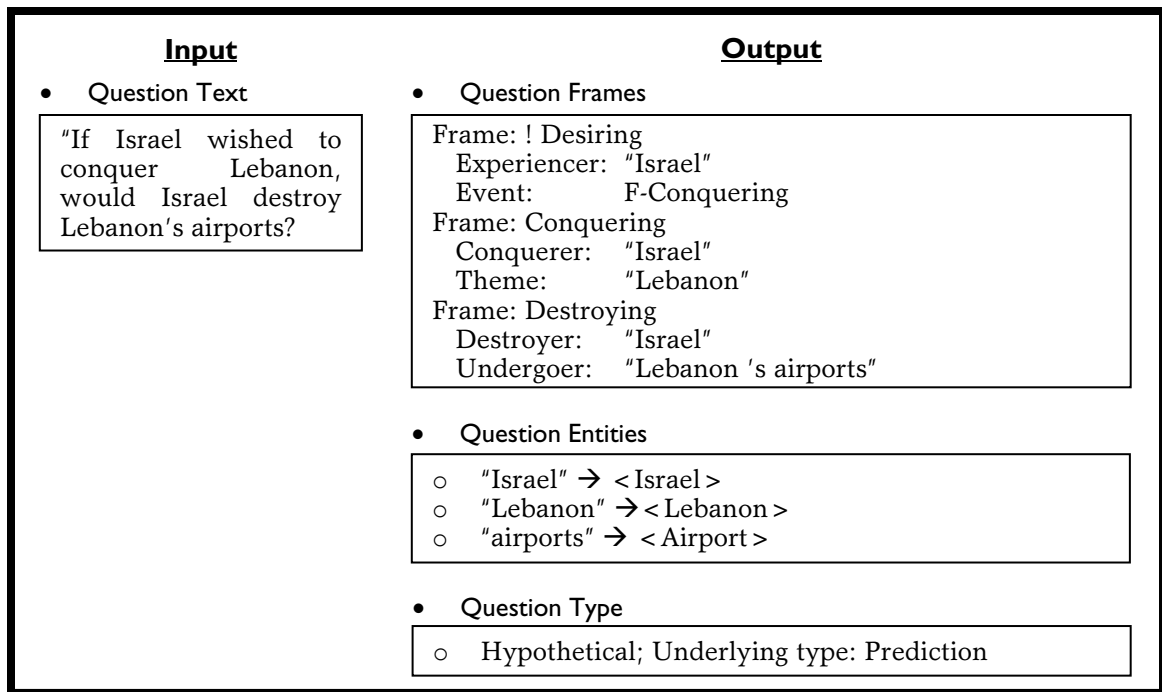 Input
• Question Text
"If Israel wished to
conquer Lebanon,
would Israel destroy
Lebanon's airports?
Output
• Question Frames
Frame: ! Desiring
Experiencer: "Israel"
Event: F-Conquering
Frame: Conquering
Conquerer: "Israel"
Theme: "Lebanon"
Frame: Destroying
Destroyer: "Israel"
Undergoer: "Lebanon 's airports"
• Question Entities
o "Israel" → <Israel>
o "Lebanon" → <Lebanon>
o "airports" → <Airport>
• Question Type
o Hypothetical; Underlying type: Prediction